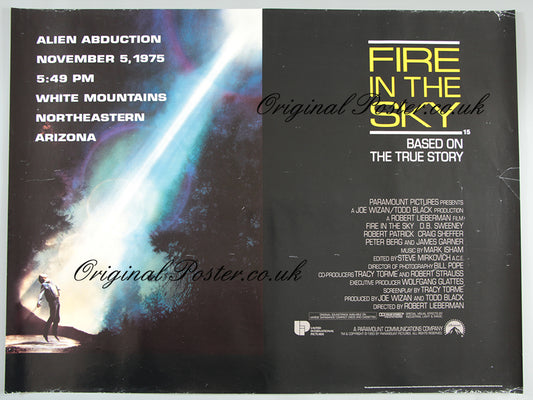 ALIEN ABDUCTION
NOVEMBER 5, 1975
5:49 PM
WHITE MOUNTAINS
NORTHEASTERN
ARIZONA
FIRE
IN THE
SKY
15
BASED ON
THE TRUE STORY
Original Poster.co.uk
Original Poster.co.uk
PARAMOUNT PICTURES PRESENTS
A JOE WIZAN/TODD BLACK PRODUCTION
A ROBERT LIEBERMAN FILM
FIRE IN THE SKY D.B. SWEENEY
ROBERT PATRICK CRAIG SHEFFER
PETER BERG AND JAMES GARNER
MUSIC BY MARK ISHAM
EDITED BY STEVE MIRKOVICH A.C.E.
DIRECTOR OF PHOTOGRAPHY BILL POPE
CO-PRODUCERS TRACY TORME AND ROBERT STRAUSS
EXECUTIVE PRODUCER WOLFGANG GLATTES
SCREENPLAY BY TRACY TORME
PRODUCED BY JOE WIZAN AND TODD BLACK
DIRECTED BY ROBERT LIEBERMAN
UNITED
INTERNATIONAL
PICTURES
A PARAMOUNT COMMUNICATIONS COMPANY